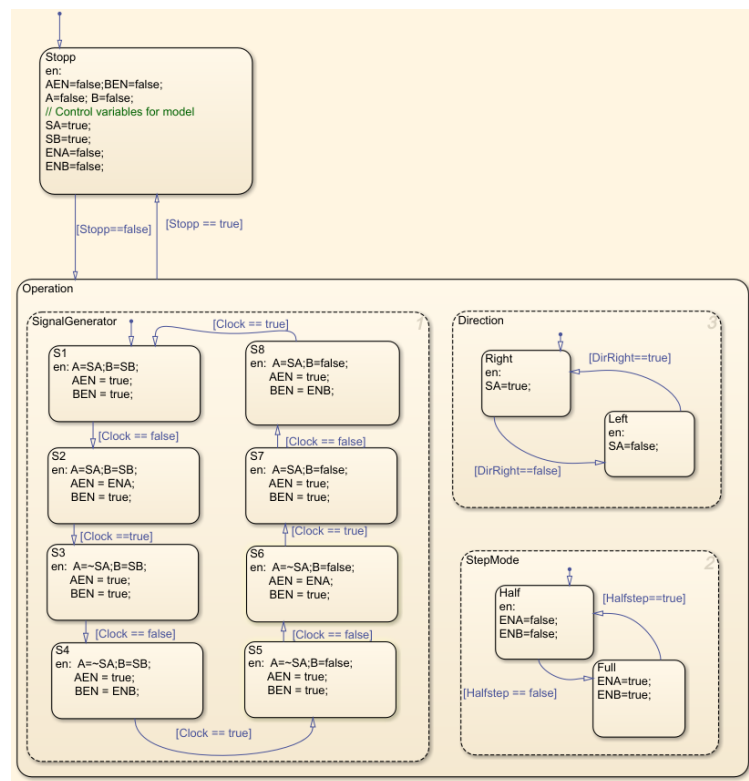 Stopp
en:
AEN=false;BEN=false;
A=false; B=false;
// Control variables for model
SA=true;
SB=true;
ENA=false;
ENB=false;
[Stopp==false]
[Stopp == true]
Operation
SignalGenerator
1
[Clock == true]
S1
en: A=SA;B=SB;
AEN = true;
BEN = true;
[Clock == false]
S2
en: A=SA;B=SB;
AEN = ENA;
BEN = true;
[Clock ==true]
S3
en: A=~SA;B=SB;
AEN = true;
BEN = true;
[Clock == false]
S4
en: A=~SA;B=SB;
AEN = true;
BEN = ENB;
[Clock == true]
S5
en: A=~SA;B=false;
AEN = true;
BEN = true;
[Clock == false]
S6
en: A=~SA;B=false;
AEN = ENA;
BEN = true;
[Clock == true]
S7
en: A=SA;B=false;
AEN = true;
BEN = true;
[Clock == false]
S8
en: A=SA;B=false;
AEN = true;
BEN = ENB;
Direction
3
Right
en:
SA=true;
[DirRight==true]
Left
en:
SA=false;
[DirRight==false]
StepMode
2
Half
en:
ENA=false;
ENB=false;
[Halfstep==true]
Full
ENA=true;
ENB=true;
[Halfstep == false]